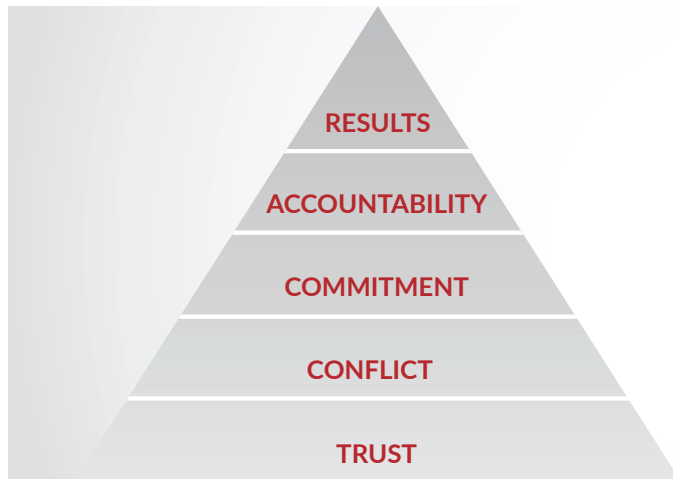 RESULTS
ACCOUNTABILITY
COMMITMENT
CONFLICT
TRUST